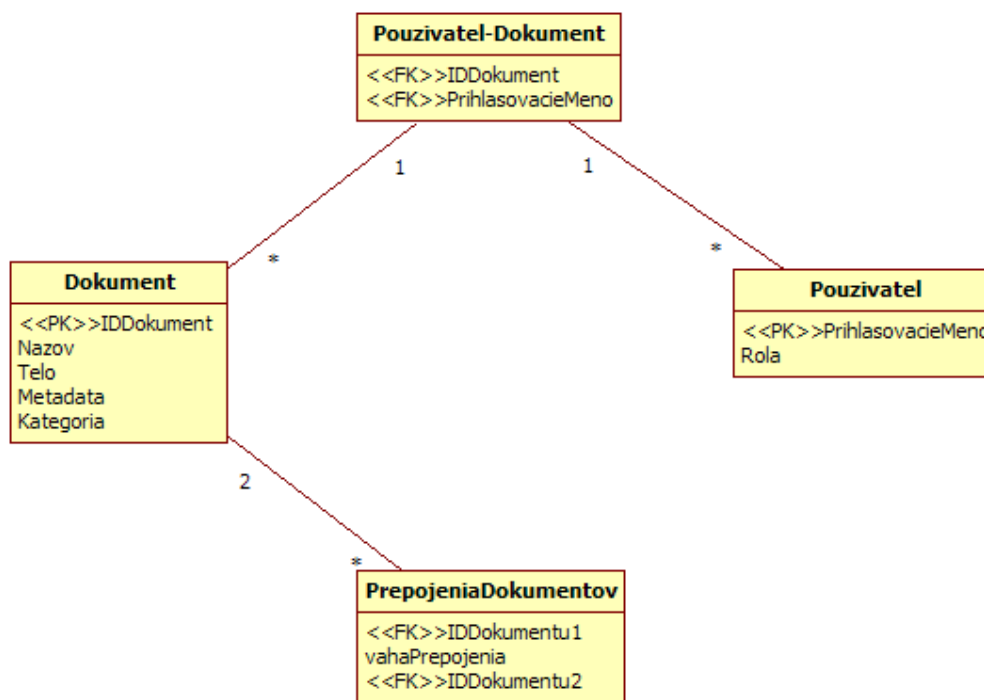 Pouzivatel-Dokument
<<FK>>IDDokument
<<FK>>PrihlasovacieMeno
1
1
*
*
Dokument
<<PK>>IDDokument
Nazov
Telo
Metadata
Kategoria
Pouzivatel
<<PK>>PrihlasovacieMeno
Rola
2
*
PrepojeniaDokumentov
<<FK>>IDDokumentu1
vahaPrepojenia
<<FK>>IDDokumentu2